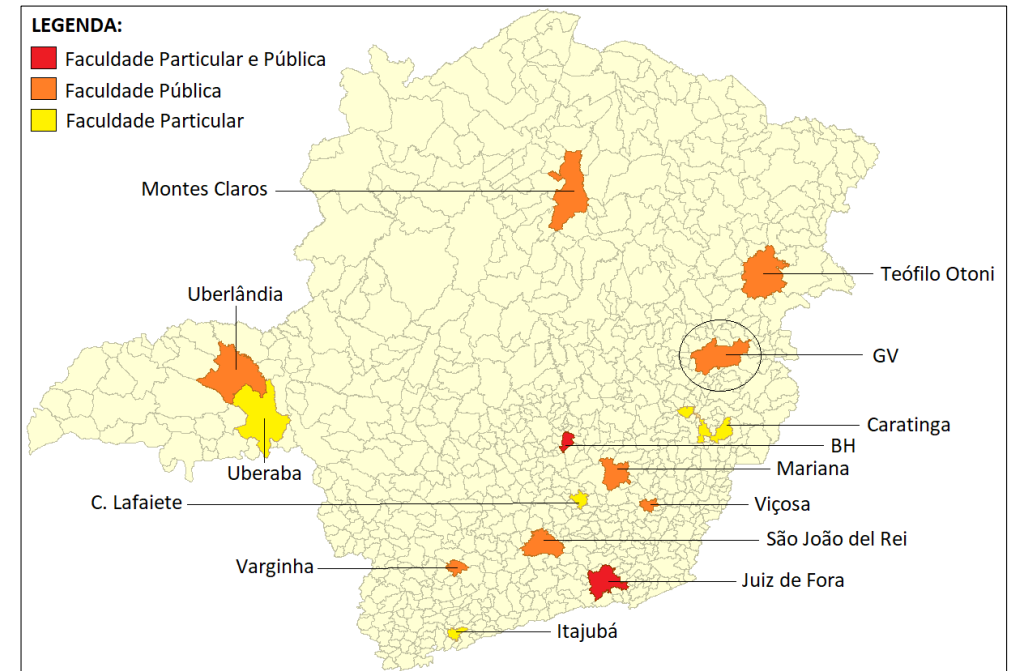 LEGENDA:
Faculdade Particular e Pública
Faculdade Pública
Faculdade Particular
Montes Claros
Teófilo Otoni
Uberlândia
GV
Caratinga
BH
Mariana
Uberaba
C. Lafaiete
Viçosa
São João del Rei
Varginha
Juiz de Fora
Itajubá